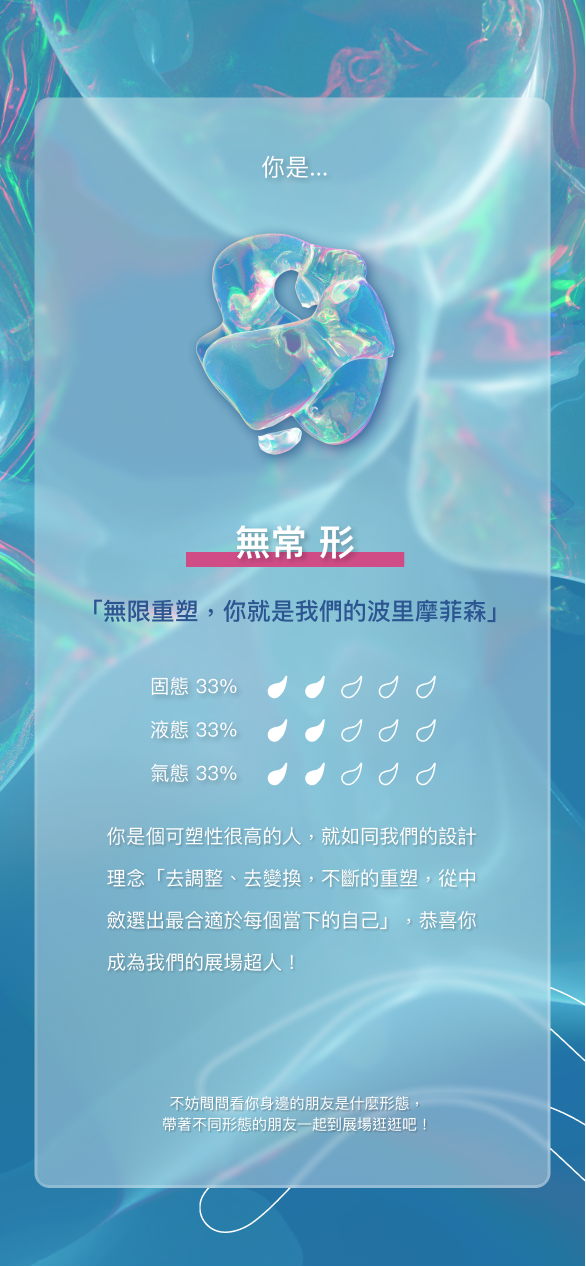 你是...
無常 形
「無限重塑，你就是我們的波里摩菲森」
固態 33%
液態 33%
氣態 33%
你是個可塑性很高的人，就如同我們的設計
理念「去調整、去變換，不斷的重塑，從中
斂選出最合適於每個當下的自己」，恭喜你
成為我們的展場超人！
不妨問問看你身邊的朋友是什麼形態，
帶著不同形態的朋友一起到展場逛逛吧！